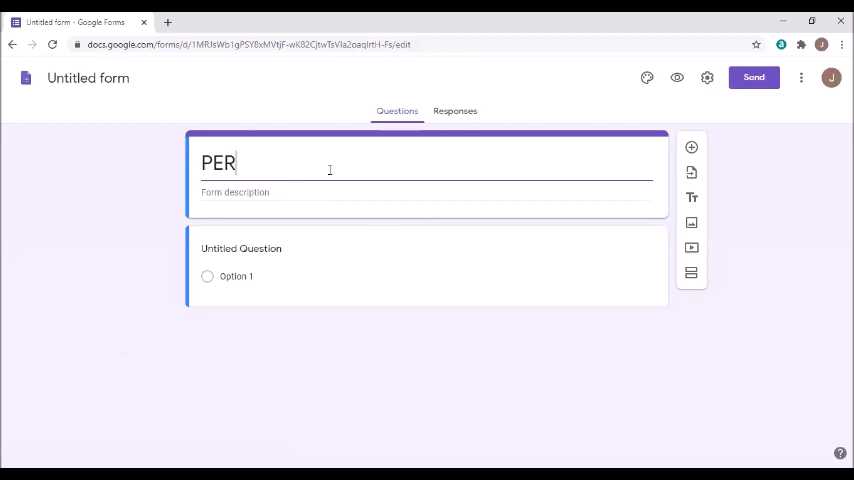 Untitled form - Google Forms
docs.google.com/forms/d/1MRJsWb1gPSY8xMVtjF-wK82CjtwTsVla2oaqlrtH-Fs/edit
J
Untitled form
Send
J
Questions
Responses
PER
Form description
Untitled Question
Option 1